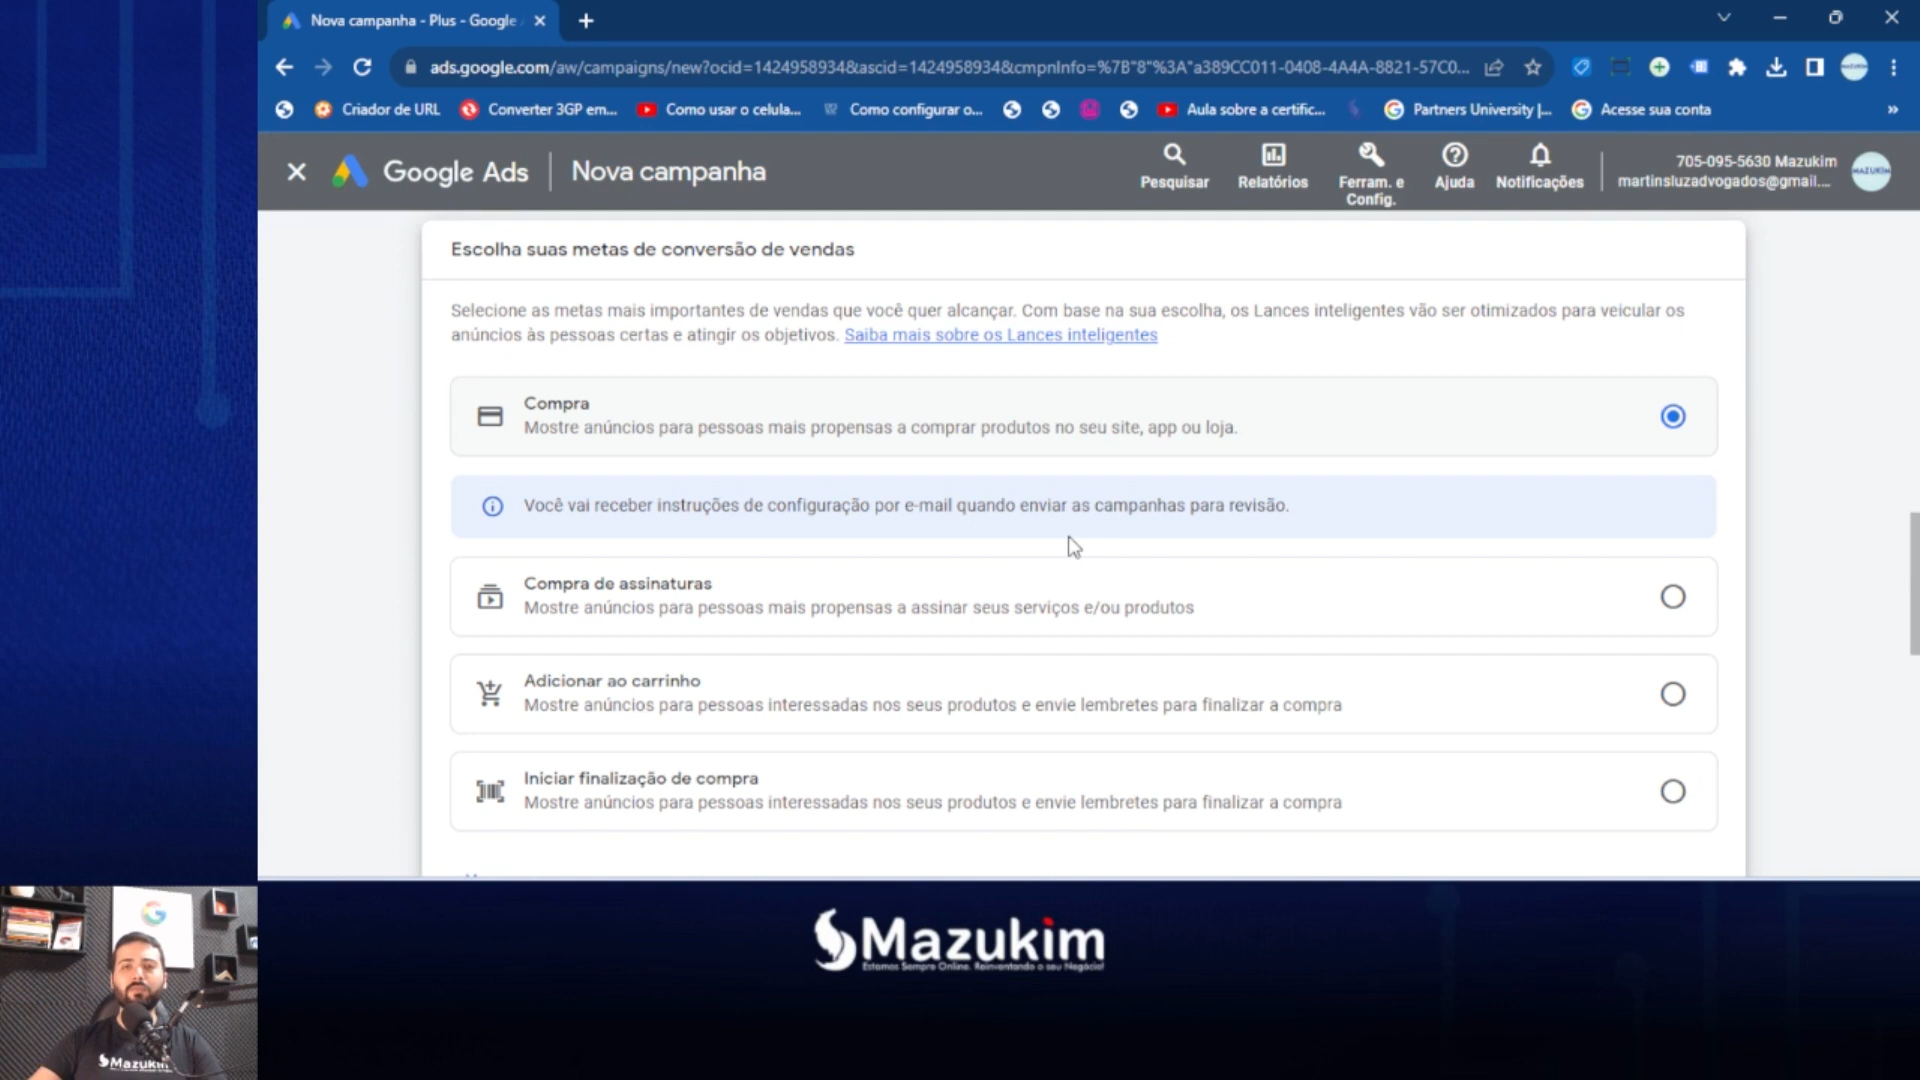 Nova campanha - Plus - Google
ads.google.com/aw/campaigns/new?ocid=1424958934&ascid=1424958934&cmpnInfo=%7B"8"%3A"a389CC011-0408-4A4A-8821-57C0...
Criador de URL
Converter 3GP em...
Como usar o celula...
Como configurar o...
Aula sobre a certific...
Partners University |...
Acesse sua conta
»
Google Ads
Nova campanha
Pesquisar
Relatórios
Ferram. e
Config.
Ajuda
Notificações
705-095-5630 Mazukim
martinsluzadvogados@gmail....
MAZUKIM
Escolha suas metas de conversão de vendas
Selecione as metas mais importantes de vendas que você quer alcançar. Com base na sua escolha, os Lances inteligentes vão ser otimizados para veicular os
anúncios às pessoas certas e atingir os objetivos. Saiba mais sobre os Lances inteligentes
Compra
Mostre anúncios para pessoas mais propensas a comprar produtos no seu site, app ou loja.
Você vai receber instruções de configuração por e-mail quando enviar as campanhas para revisão.
Compra de assinaturas
Mostre anúncios para pessoas mais propensas a assinar seus serviços e/ou produtos
Adicionar ao carrinho
Mostre anúncios para pessoas interessadas nos seus produtos e envie lembretes para finalizar a compra
Iniciar finalização de compra
Mostre anúncios para pessoas interessadas nos seus produtos e envie lembretes para finalizar a compra
Mazukim
Estamos Sempre Online. Reinventando o seu Negócio!
Mazukim